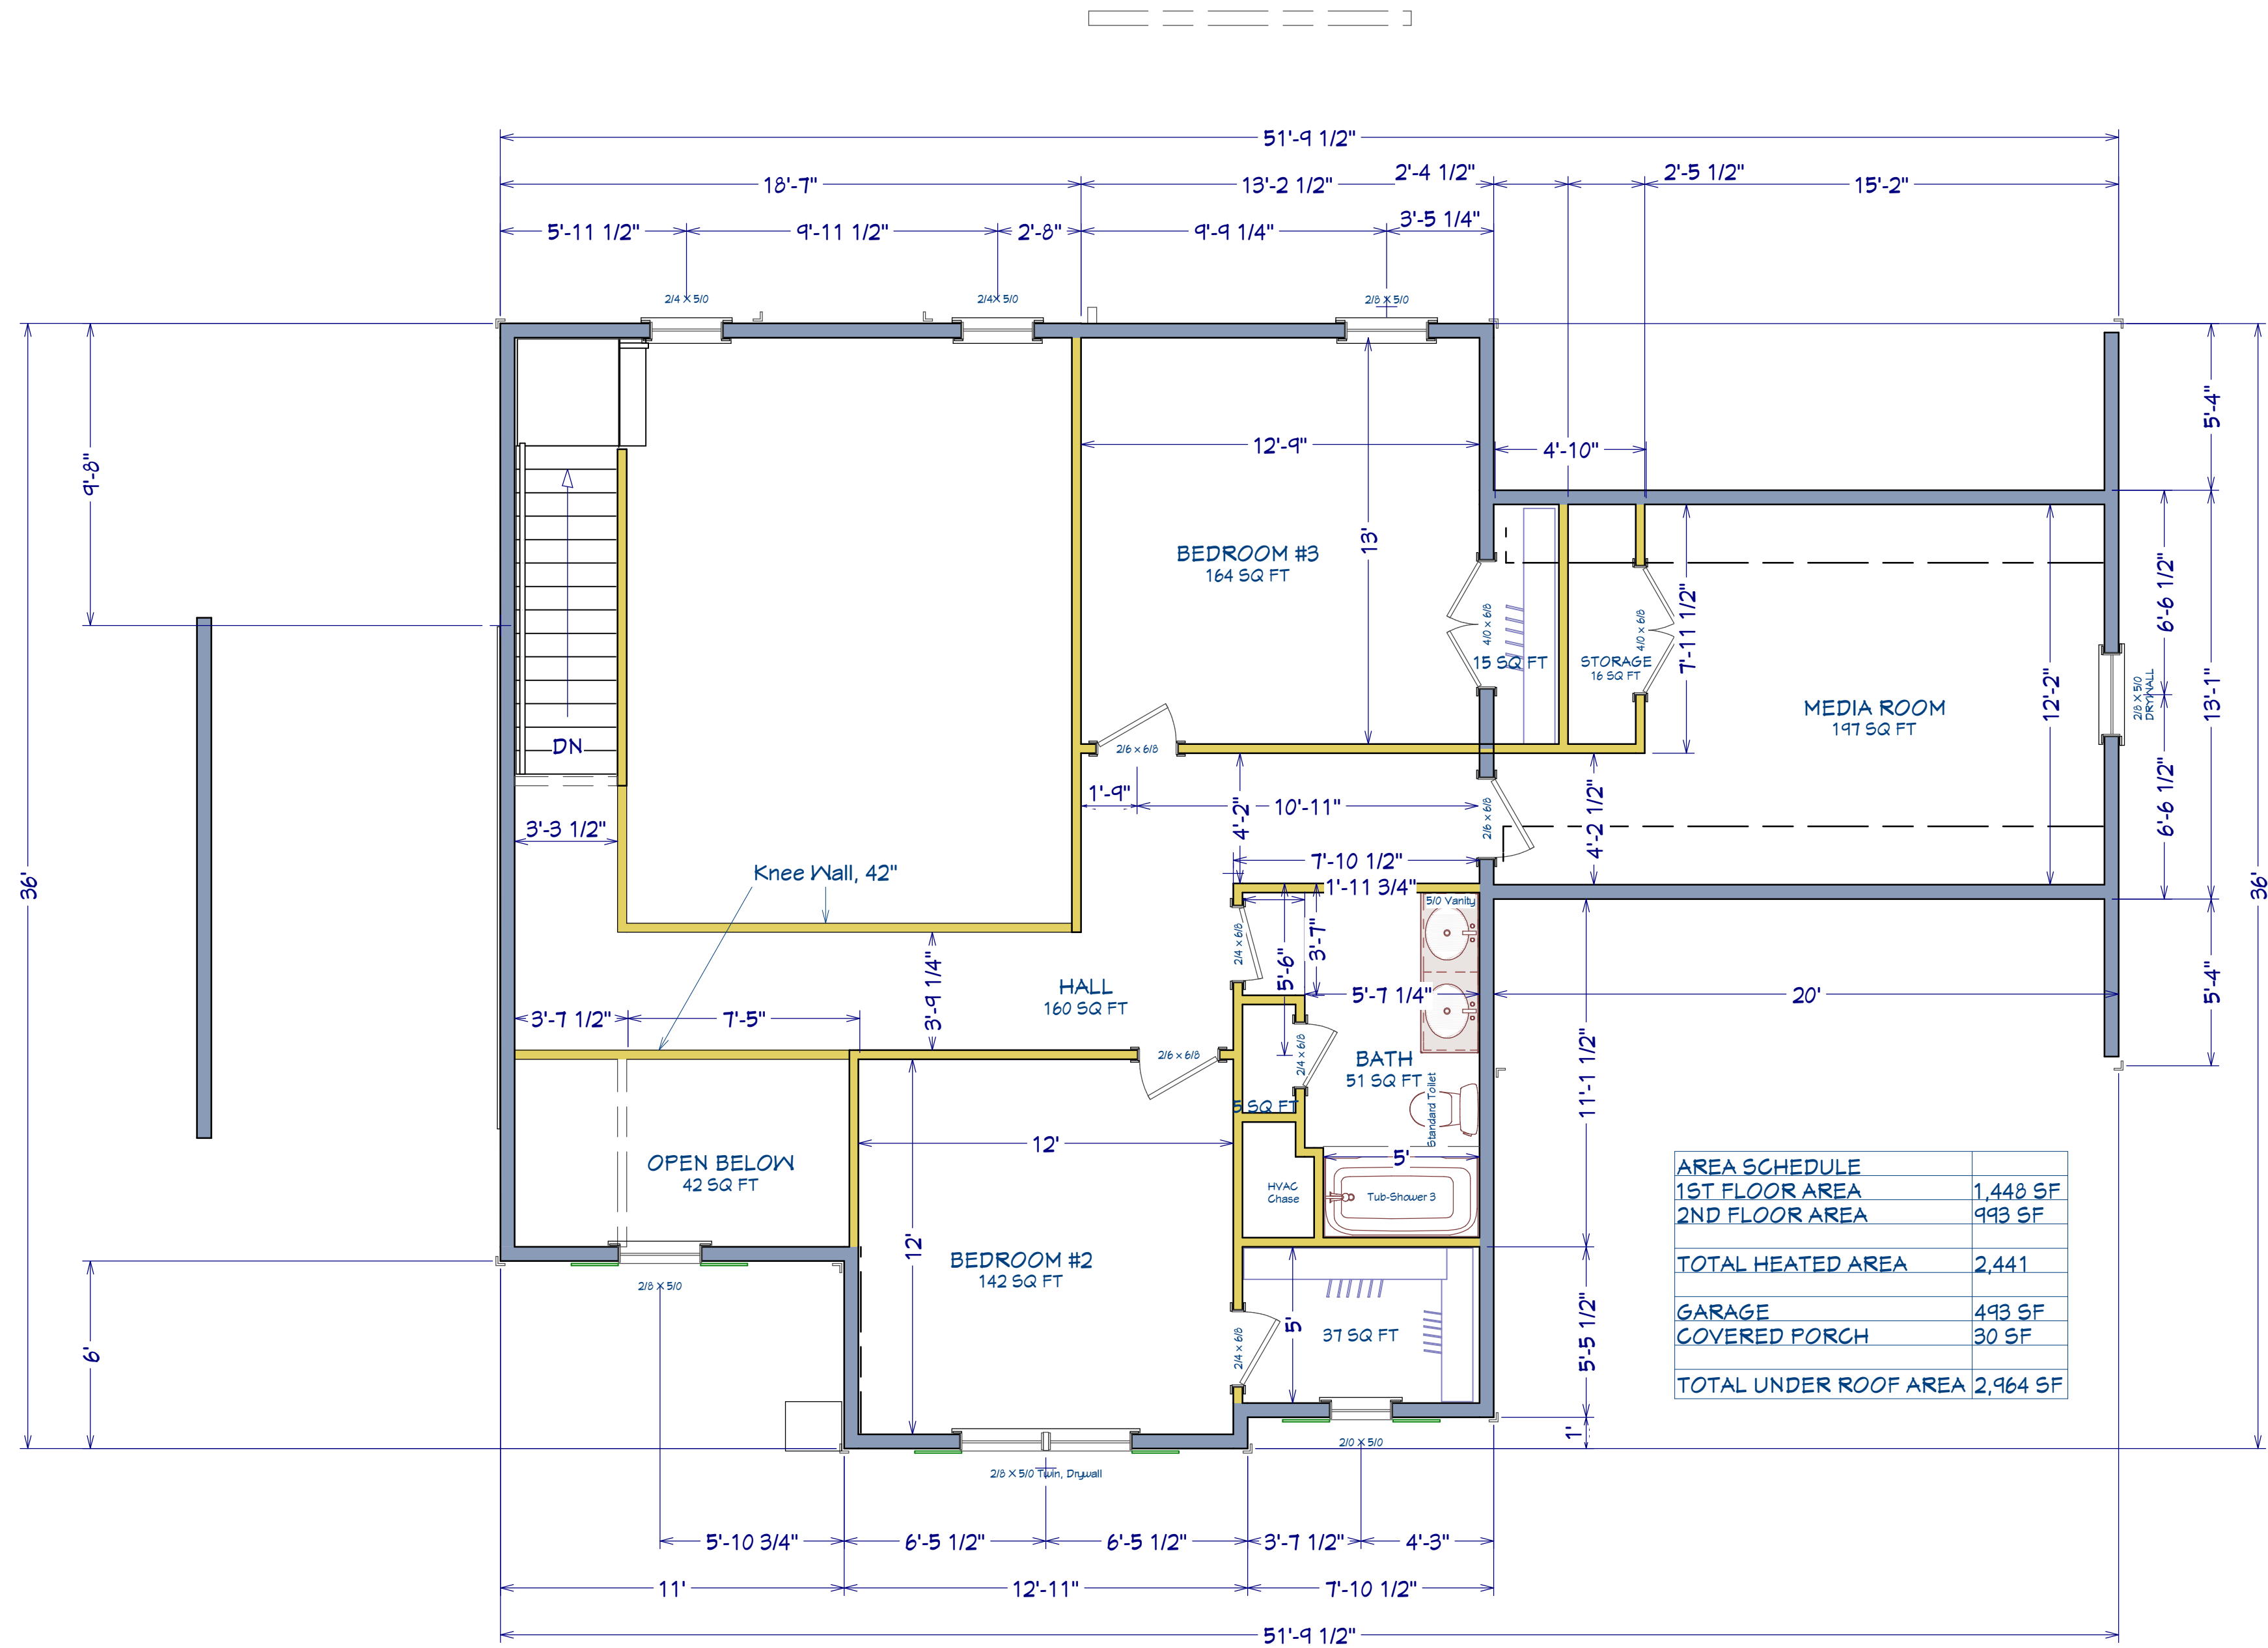 51'-9 1/2"
18'-7"
13'-2 1/2"
2'-4 1/2"
2'-5 1/2"
15'-2"
5'-11 1/2"
9'-11 1/2"
2'-8"
9'-9 1/4"
3'-5 1/4"
2/4 X 5/0
2/4 X 5/0
2/8 X 5/0
5'-4"
9'-8"
12'-9"
4'-10"
13'
BEDROOM #3
164 SQ FT
4/0 x 6/8
15 SQ FT
STORAGE
16 SQ FT
4/0 x 6/8
7'-11 1/2"
MEDIA ROOM
197 SQ FT
12'-2"
2/8 X 5/0
DRYWALL
6'-6 1/2"
13'-1"
6'-6 1/2"
DN
2/6 x 6/8
1'-9"
10'-11"
4'-2"
2/6 x 6/8
4'-2 1/2"
3'-3 1/2"
Knee Wall, 42"
7'-10 1/2"
1'-11 3/4"
5/0 Vanity
36'
36'
2/4 x 6/8
5'-6"
3'-7"
HALL
160 SQ FT
3'-9 1/4"
5'-7 1/4"
20'
5'-4"
3'-7 1/2"
7'-5"
2/6 x 6/8
2/4 x 6/8
BATH
51 SQ FT
Standard Toilet
11'-1 1/2"
5 SQ FT
12'
5'
OPEN BELOW
42 SQ FT
HVAC
Chase
Tub-Shower 3
12'
BEDROOM #2
142 SQ FT
2/8 X 5/0
6'
2/4 x 6/8
5'
37 SQ FT
5'-5 1/2"
1'
AREA SCHEDULE
1ST FLOOR AREA 1,448 SF
2ND FLOOR AREA 993 SF
TOTAL HEATED AREA 2,441
GARAGE 493 SF
COVERED PORCH 30 SF
TOTAL UNDER ROOF AREA 2,964 SF
2/0 X 5/0
2/8 X 5/0 Twin, Drywall
5'-10 3/4"
6'-5 1/2"
6'-5 1/2"
3'-7 1/2"
4'-3"
11'
12'-11"
7'-10 1/2"
51'-9 1/2"